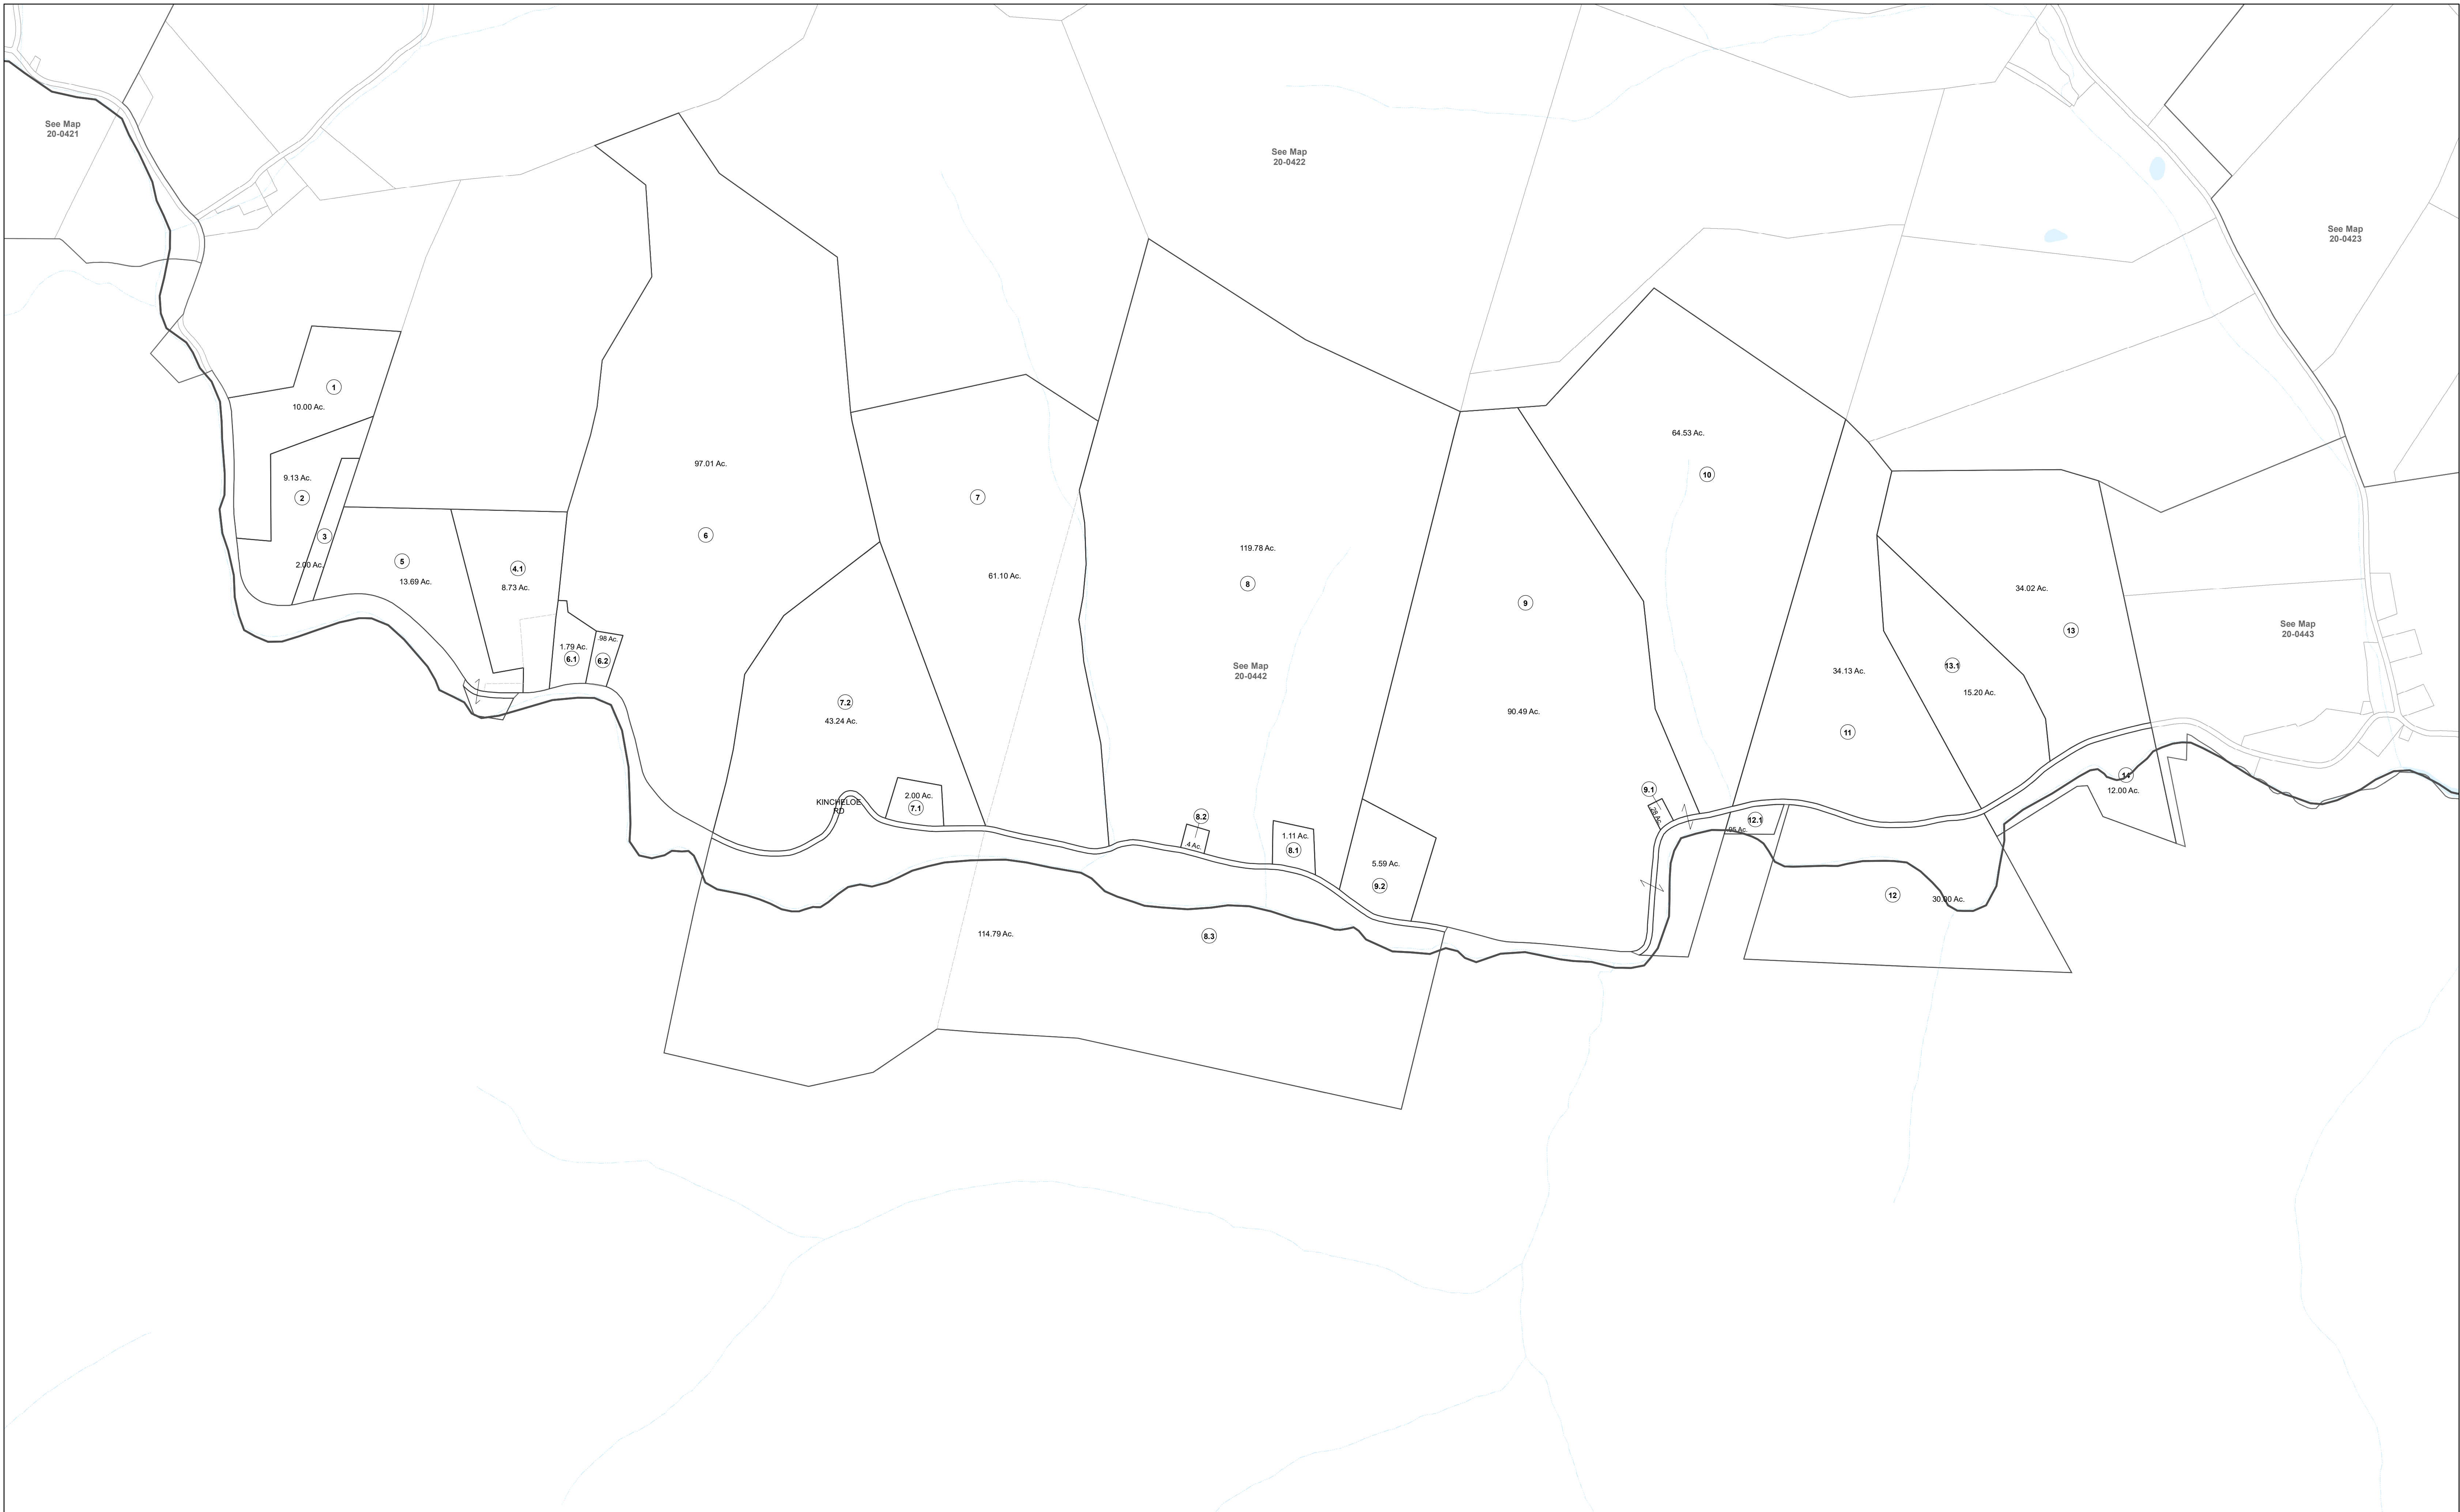 See Map
20-0421
See Map
20-0422
See Map
20-0423
1
10.00 Ac.
64.53 Ac.
10
97.01 Ac.
9.13 Ac.
2
7
3
6
119.78 Ac.
5
2.00 Ac.
4.1
13.69 Ac.
8.73 Ac.
61.10 Ac.
8
34.02 Ac.
9
13
See Map
20-0443
.98 Ac.
1.79 Ac.
6.1
6.2
See Map
20-0442
13.1
34.13 Ac.
15.20 Ac.
7.2
43.24 Ac.
90.49 Ac.
11
14
12.00 Ac.
9.1
.28 Ac.
2.00 Ac.
7.1
KINCHELOE
RD
8.2
.4 Ac.
12.1
.95 Ac.
1.11 Ac.
8.1
5.59 Ac.
9.2
12
30.00 Ac.
114.79 Ac.
8.3